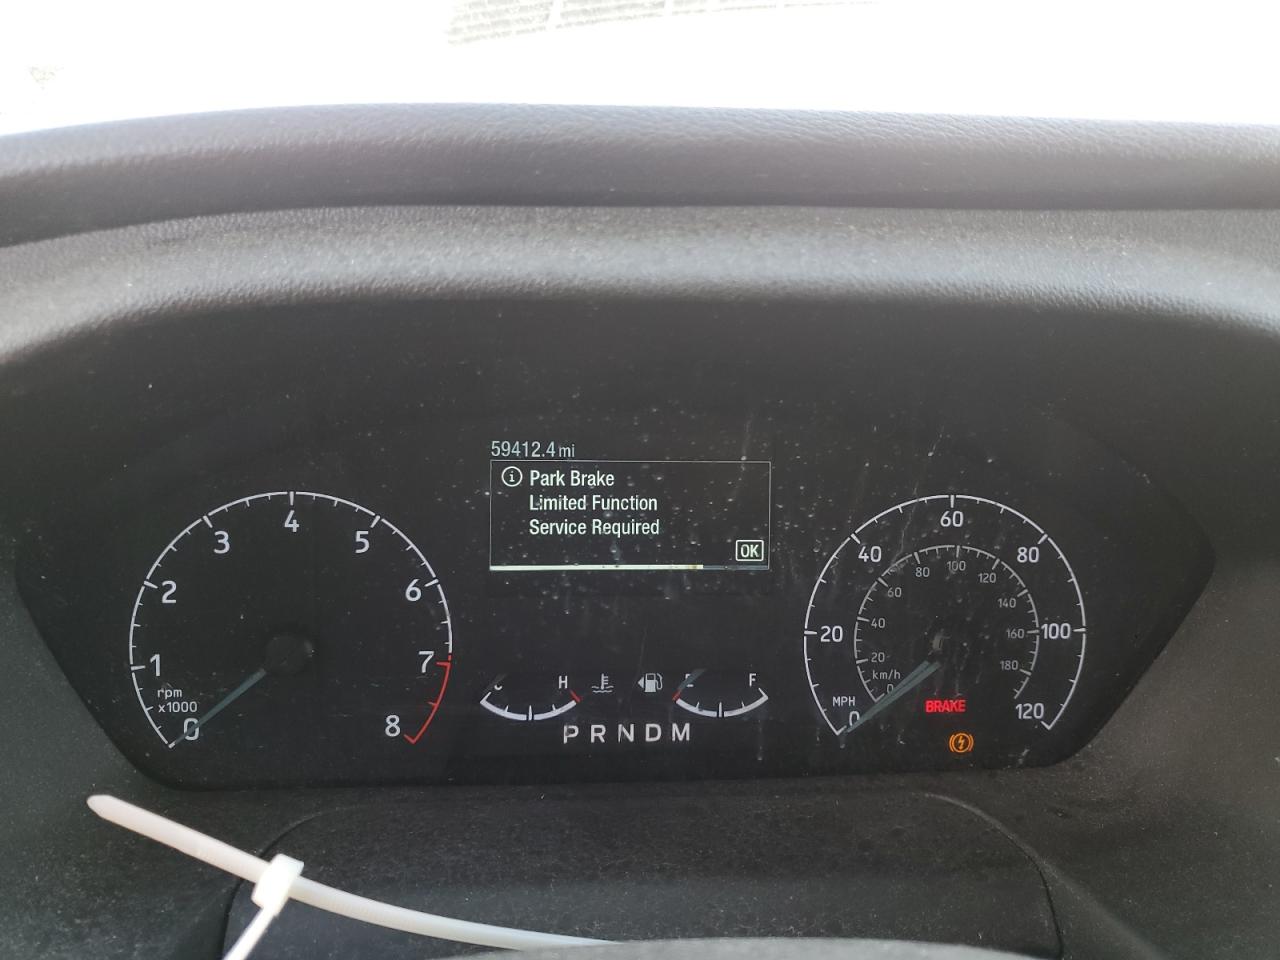 59412.4 mi
Park Brake
Limited Function
Service Required
OK
0 1 2 3 4 5 6 7 8
rpm
x1000
H
F
P R N D M
0 20 40 60 80 100 120
MPH
0 20 40 60 80 100 120 140 160 180
km/h
BRAKE